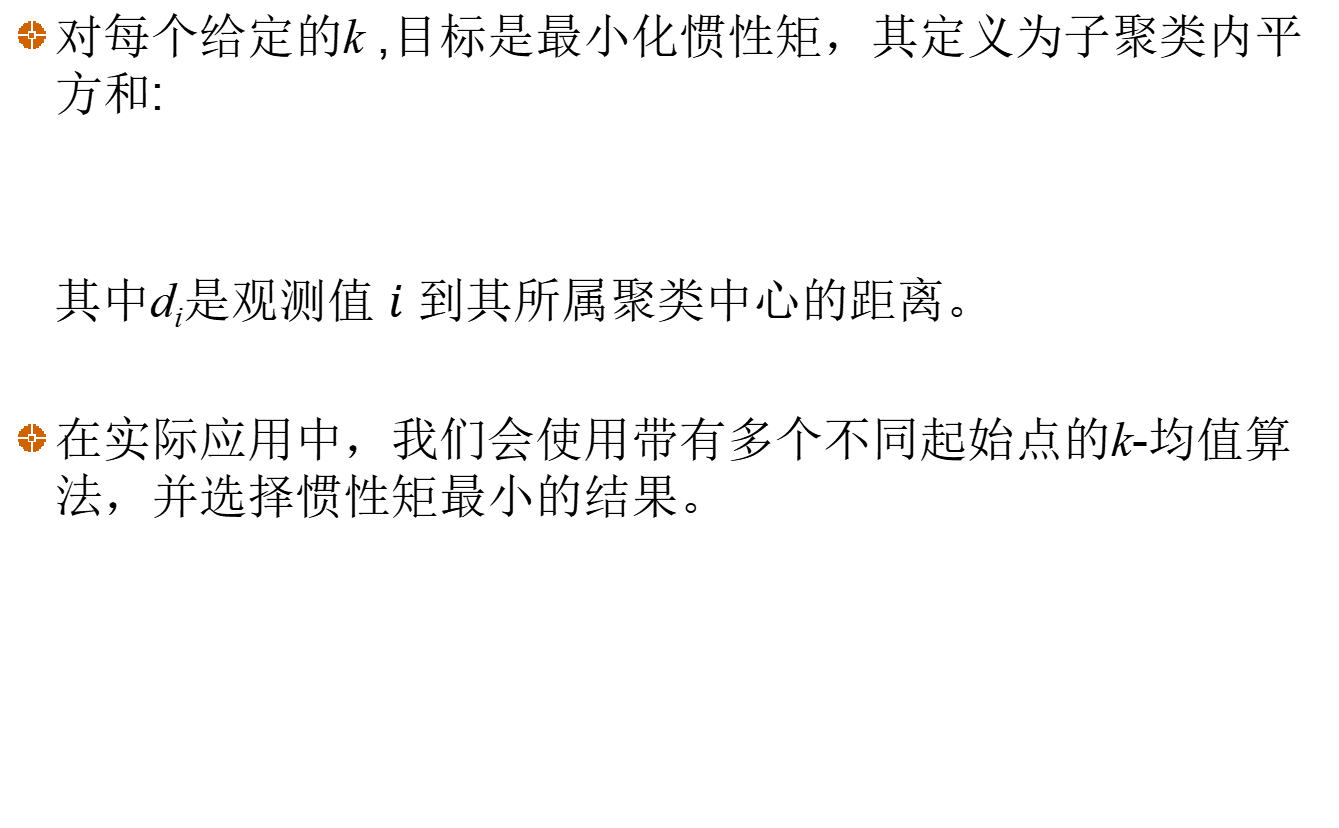 对每个给定的k ,目标是最小化惯性矩，其定义为子聚类内平
方和:
其中di是观测值 i 到其所属聚类中心的距离。
在实际应用中，我们会使用带有多个不同起始点的k-均值算
法，并选择惯性矩最小的结果。